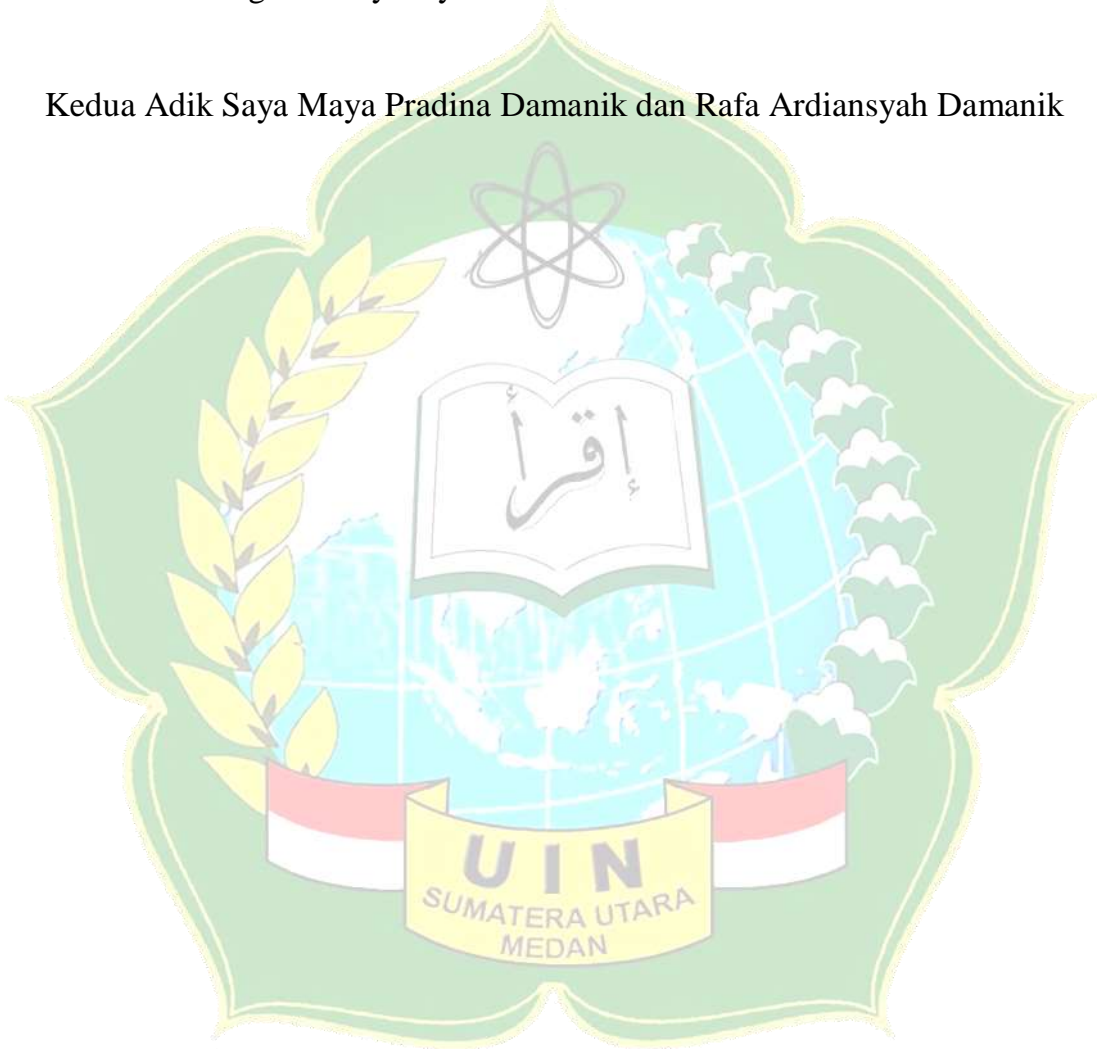 Kedua Adik Saya Maya Pradina Damanik dan Rafa Ardiansyah Damanik
إقرأ
UIN
SUMATERA UTARA
MEDAN